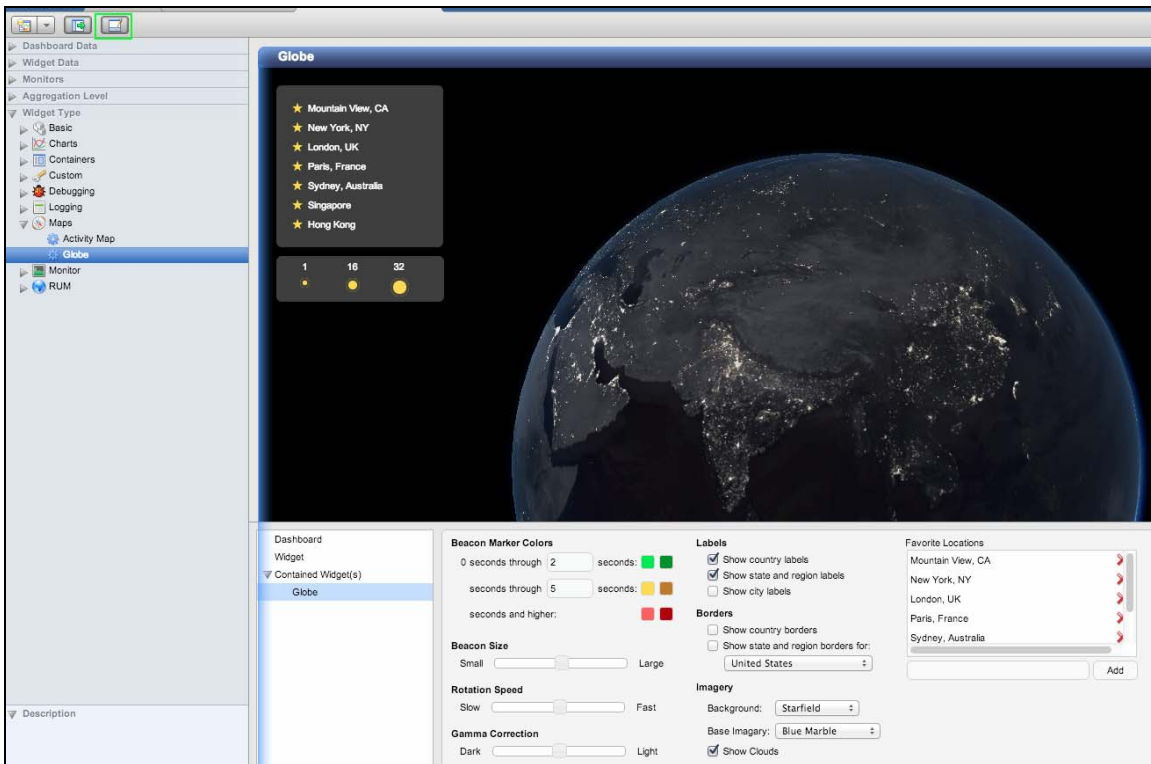 Dashboard Data
Widget Data
Monitors
Aggregation Level
Widget Type
Basic
Charts
Containers
Custom
Debugging
Logging
Maps
Activity Map
Globe
Monitor
RUM
Description
Globe
Mountain View, CA
New York, NY
London, UK
Paris, France
Sydney, Australia
Singapore
Hong Kong
1 16 32
Dashboard
Widget
Contained Widget(s)
Globe
Beacon Marker Colors
0 seconds through 2 seconds:
seconds through 5 seconds:
seconds and higher:
Beacon Size
Small Large
Rotation Speed
Slow Fast
Gamma Correction
Dark Light
Labels
Show country labels
Show state and region labels
Show city labels
Borders
Show country borders
Show state and region borders for:
United States
Imagery
Background: Starfield
Base Imagary: Blue Marble
Show Clouds
Favorite Locations
Mountain View, CA
New York, NY
London, UK
Paris, France
Sydney, Australia
Add